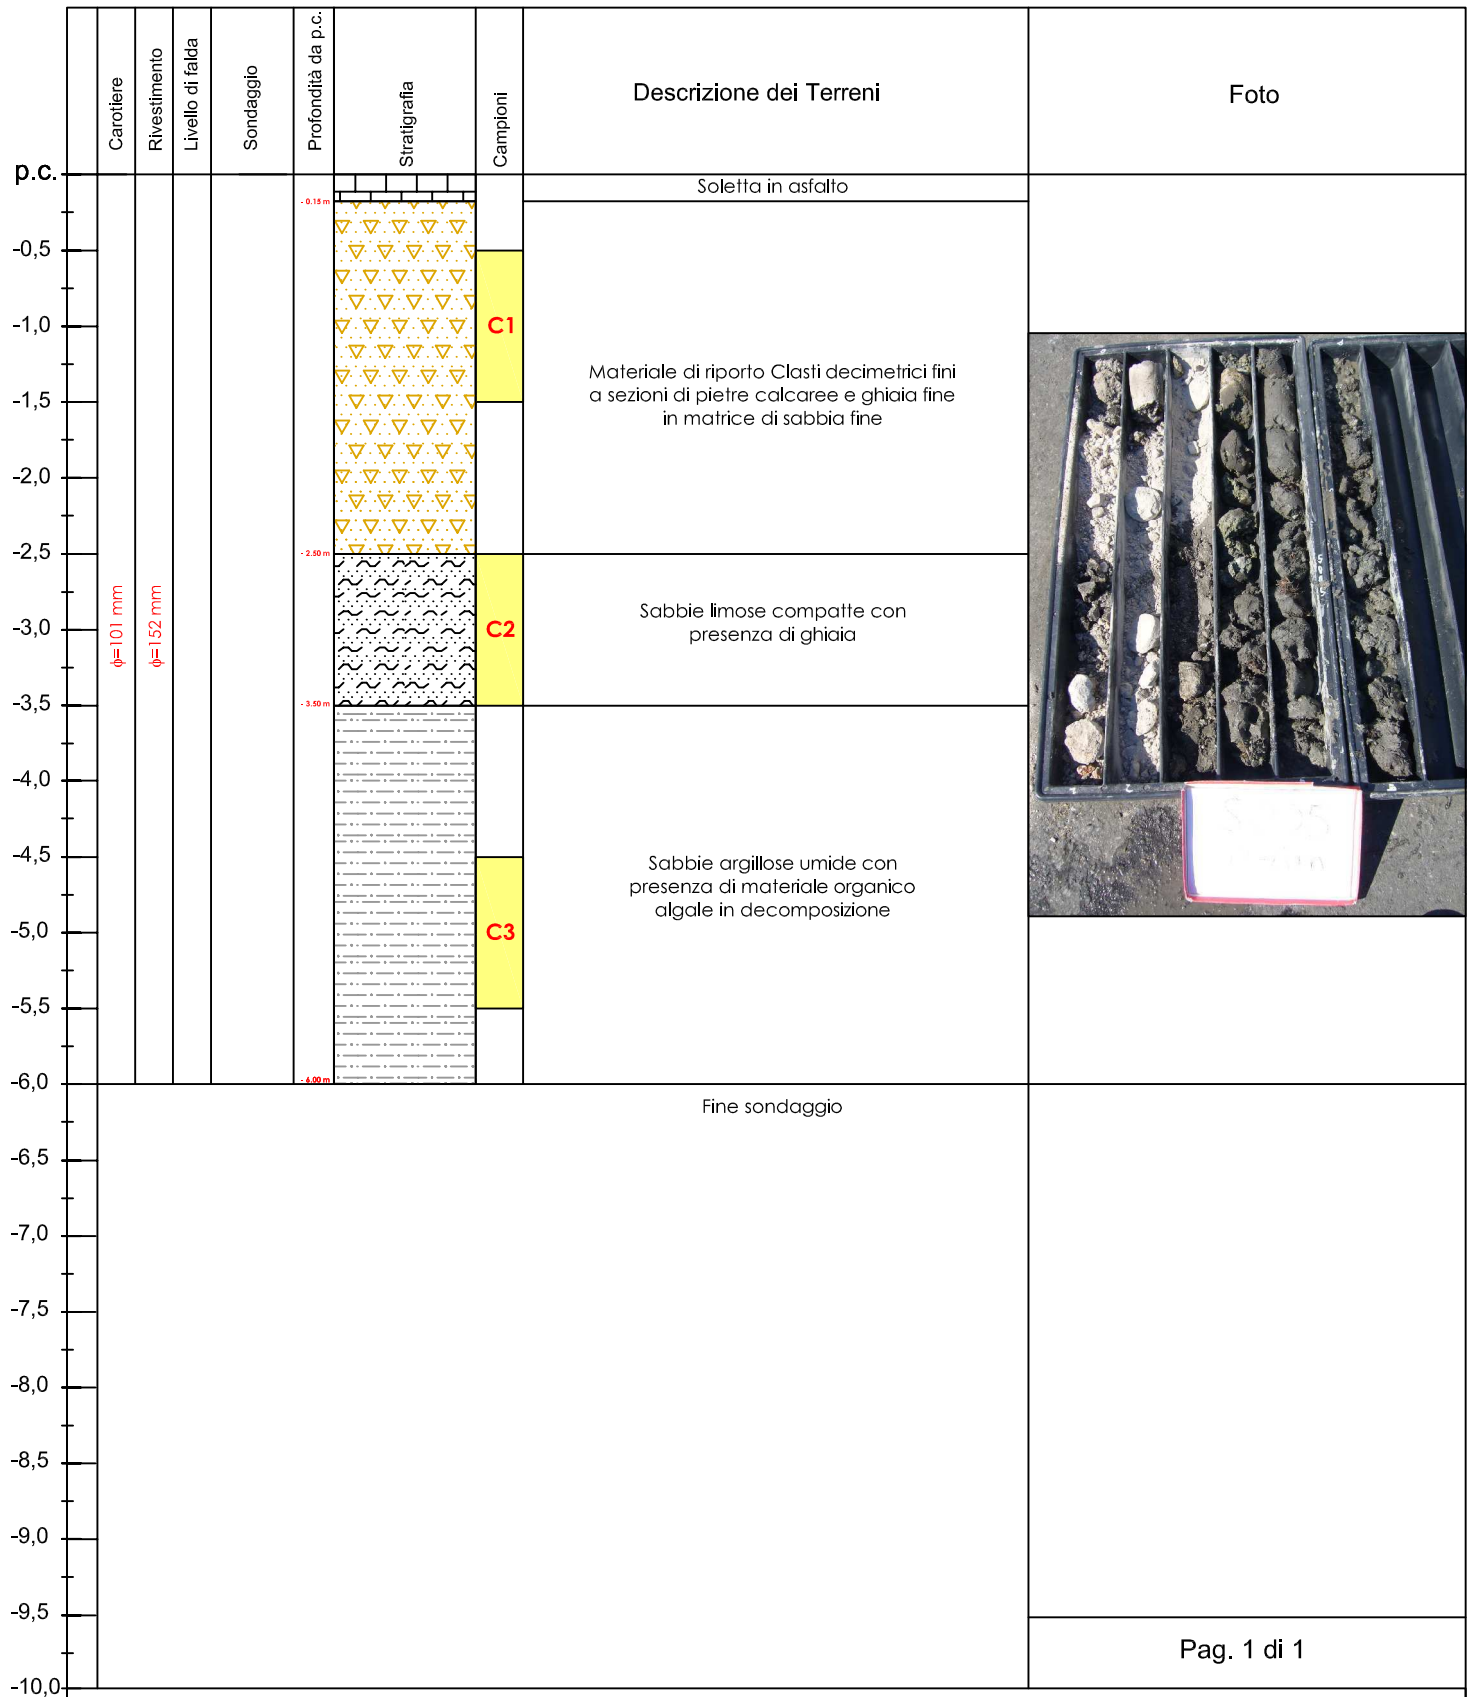 Carotiere
Rivestimento
Livello di falda
Sondaggio
Profondità da p.c.
Stratigrafia
Campioni
Descrizione dei Terreni
Foto
p.c.
Soletta in asfalto
- 0.15 m
-0,5
-1,0
C1
Materiale di riporto Clasti decimetrici fini
a sezioni di pietre calcaree e ghiaia fine
in matrice di sabbia fine
-1,5
-2,0
-2,5
- 2.50 m
ϕ=101 mm
ϕ=152 mm
Sabbie limose compatte con
presenza di ghiaia
-3,0
C2
-3,5
- 3.50 m
-4,0
-4,5
Sabbie argillose umide con
presenza di materiale organico
algale in decomposizione
-5,0
C3
-5,5
-6,0
- 6.00 m
Fine sondaggio
-6,5
-7,0
-7,5
-8,0
-8,5
-9,0
-9,5
Pag. 1 di 1
-10,0